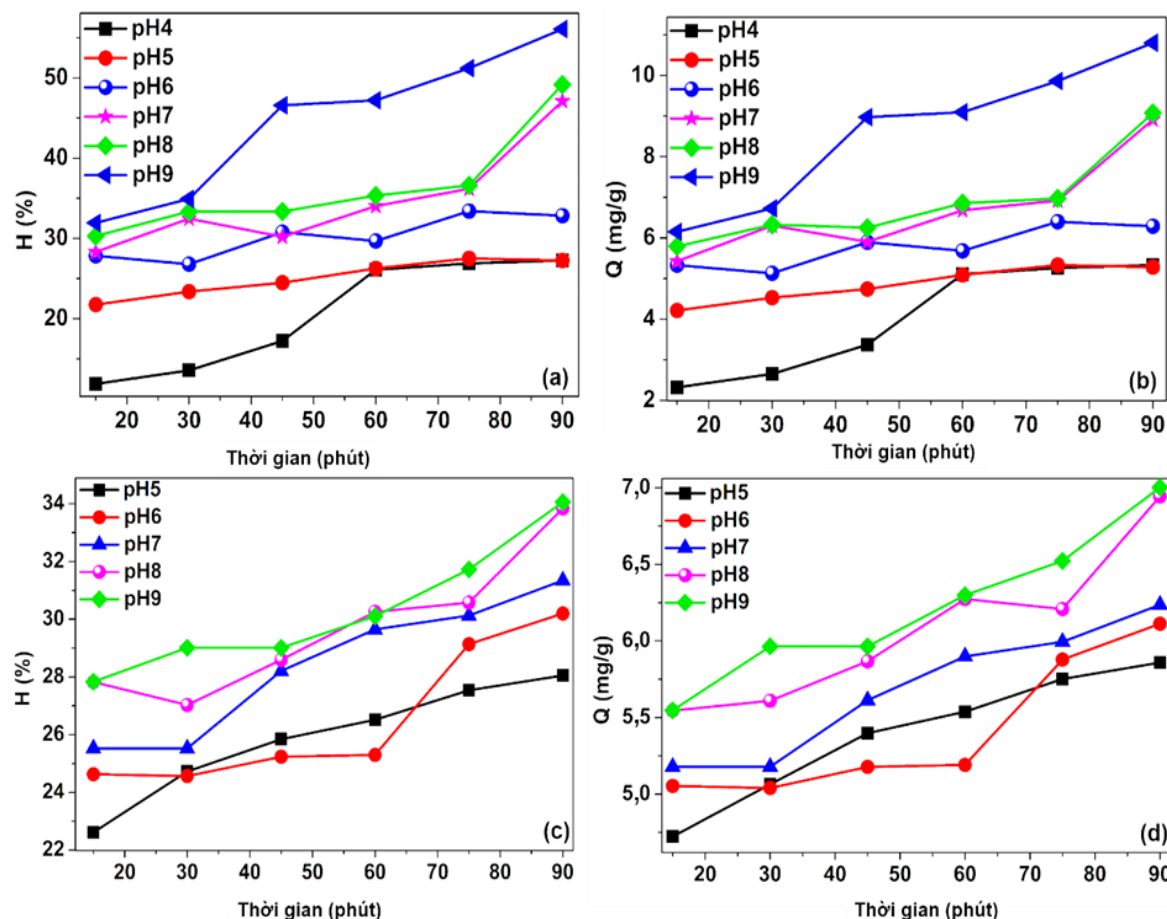 pH4
pH5
pH6
pH7
pH8
pH9
H (%)
50
40
30
20
20 30 40 50 60 70 80 90
Thời gian (phút)
(a)
pH4
pH5
pH6
pH7
pH8
pH9
Q (mg/g)
10
8
6
4
2
20 30 40 50 60 70 80 90
Thời gian (phút)
(b)
pH5
pH6
pH7
pH8
pH9
H (%)
34
32
30
28
26
24
22
20 30 40 50 60 70 80 90
Thời gian (phút)
(c)
pH5
pH6
pH7
pH8
pH9
Q (mg/g)
7,0
6,5
6,0
5,5
5,0
20 30 40 50 60 70 80 90
Thời gian (phút)
(d)